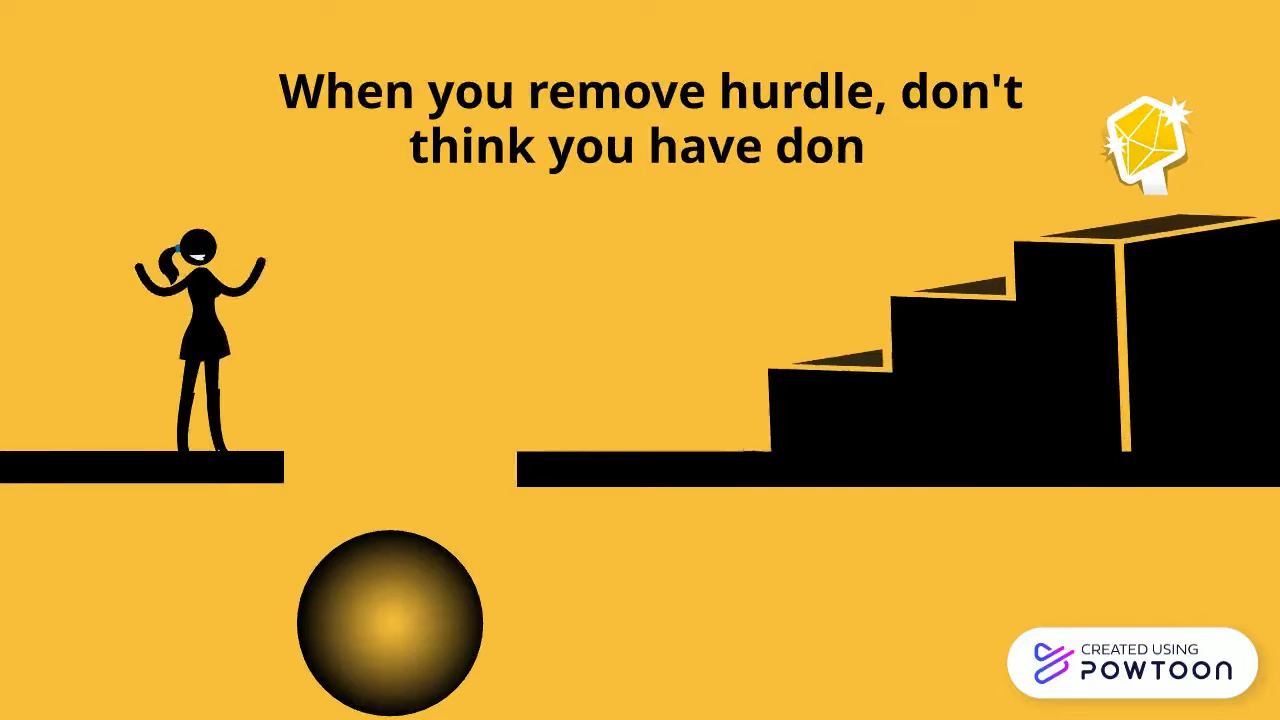 When you remove hurdle, don't
think you have don
CREATED USING
POWTOON